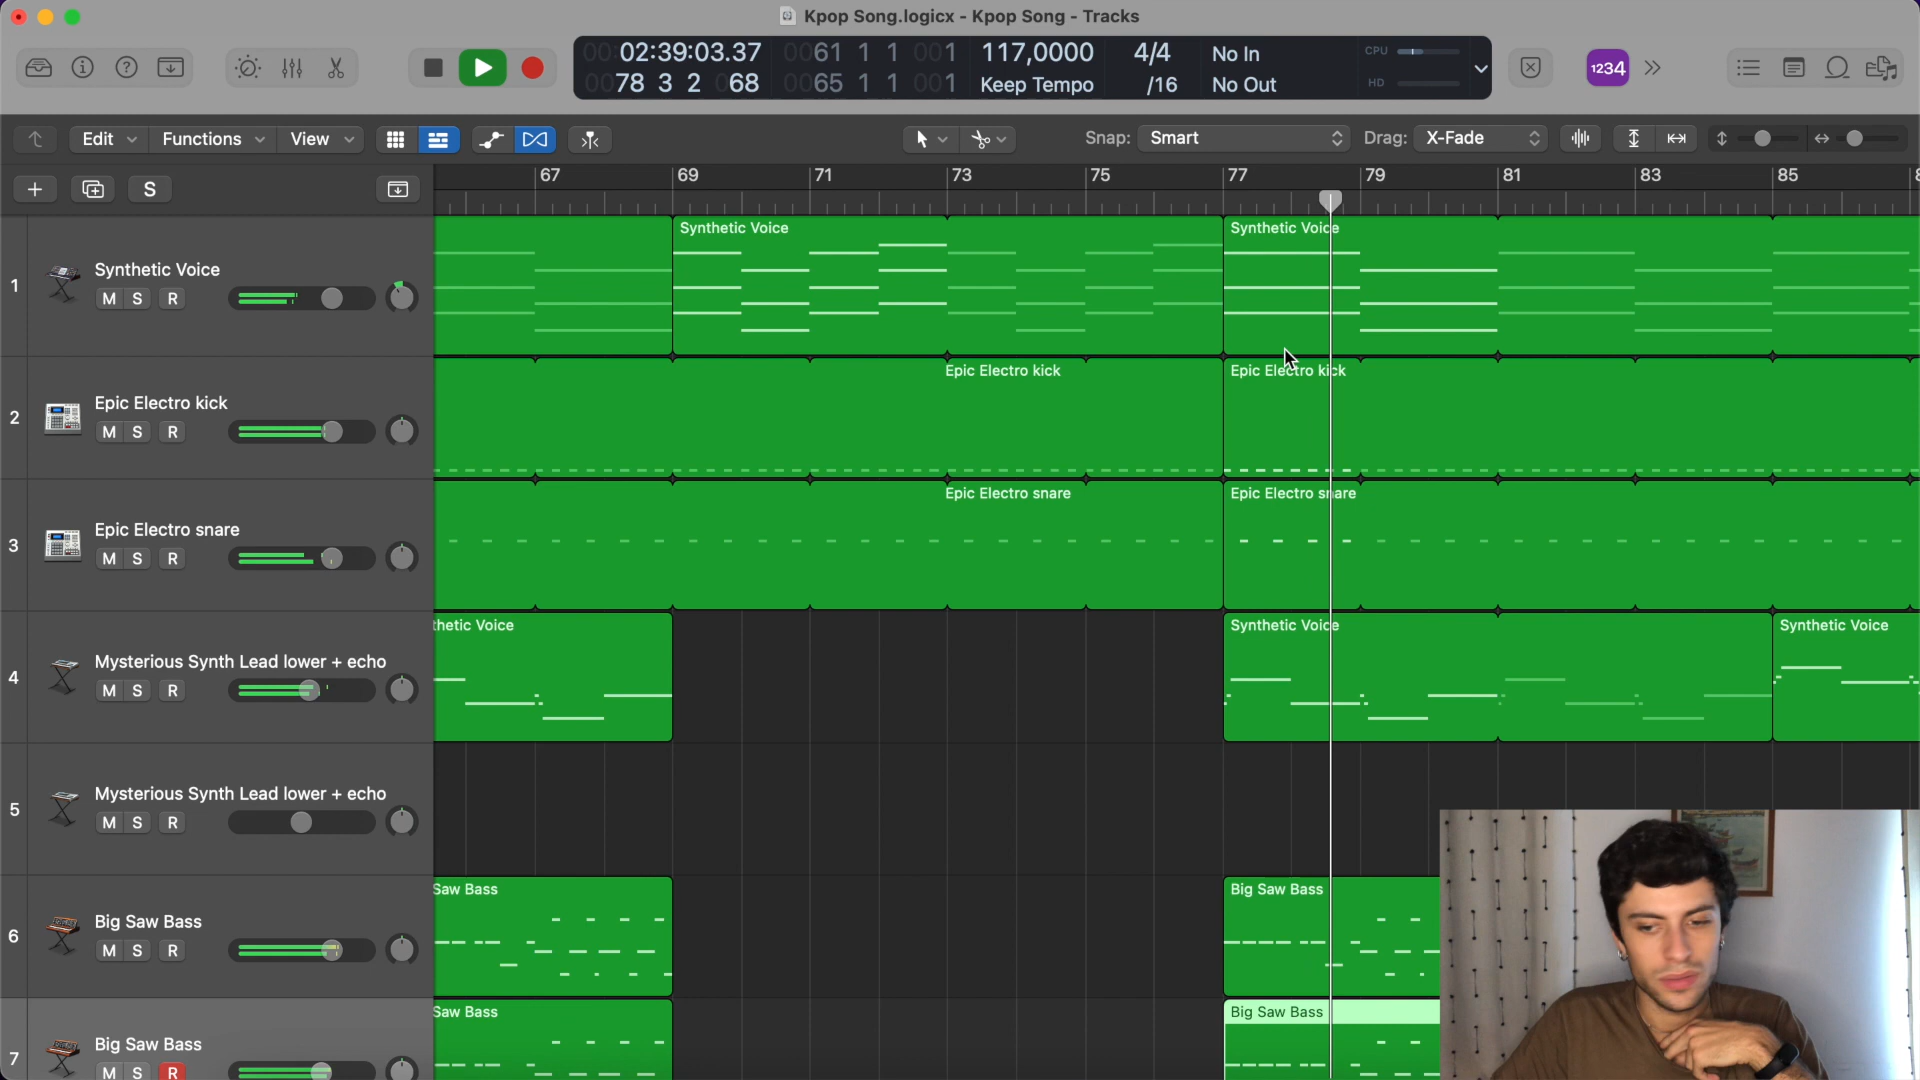 Kpop Song.logicx - Kpop Song - Tracks
00:02:39:03.37 0061 1 1 001 117,0000 4/4 No In CPU
0078 3 2 068 0065 1 1 001 Keep Tempo /16 No Out HD
1234
Edit Functions View Snap: Smart Drag: X-Fade
S
67 69 71 73 75 77 79 81 83 85
1 Synthetic Voice
M S R
Synthetic Voice Synthetic Voice
2 Epic Electro kick
M S R
Epic Electro kick Epic Electro kick
3 Epic Electro snare
M S R
Epic Electro snare Epic Electro snare
4 Mysterious Synth Lead lower + echo
M S R
thetic Voice Synthetic Voice Synthetic Voice
5 Mysterious Synth Lead lower + echo
M S R
6 Big Saw Bass
M S R
Saw Bass Big Saw Bass
7 Big Saw Bass
M S R
Saw Bass Big Saw Bass